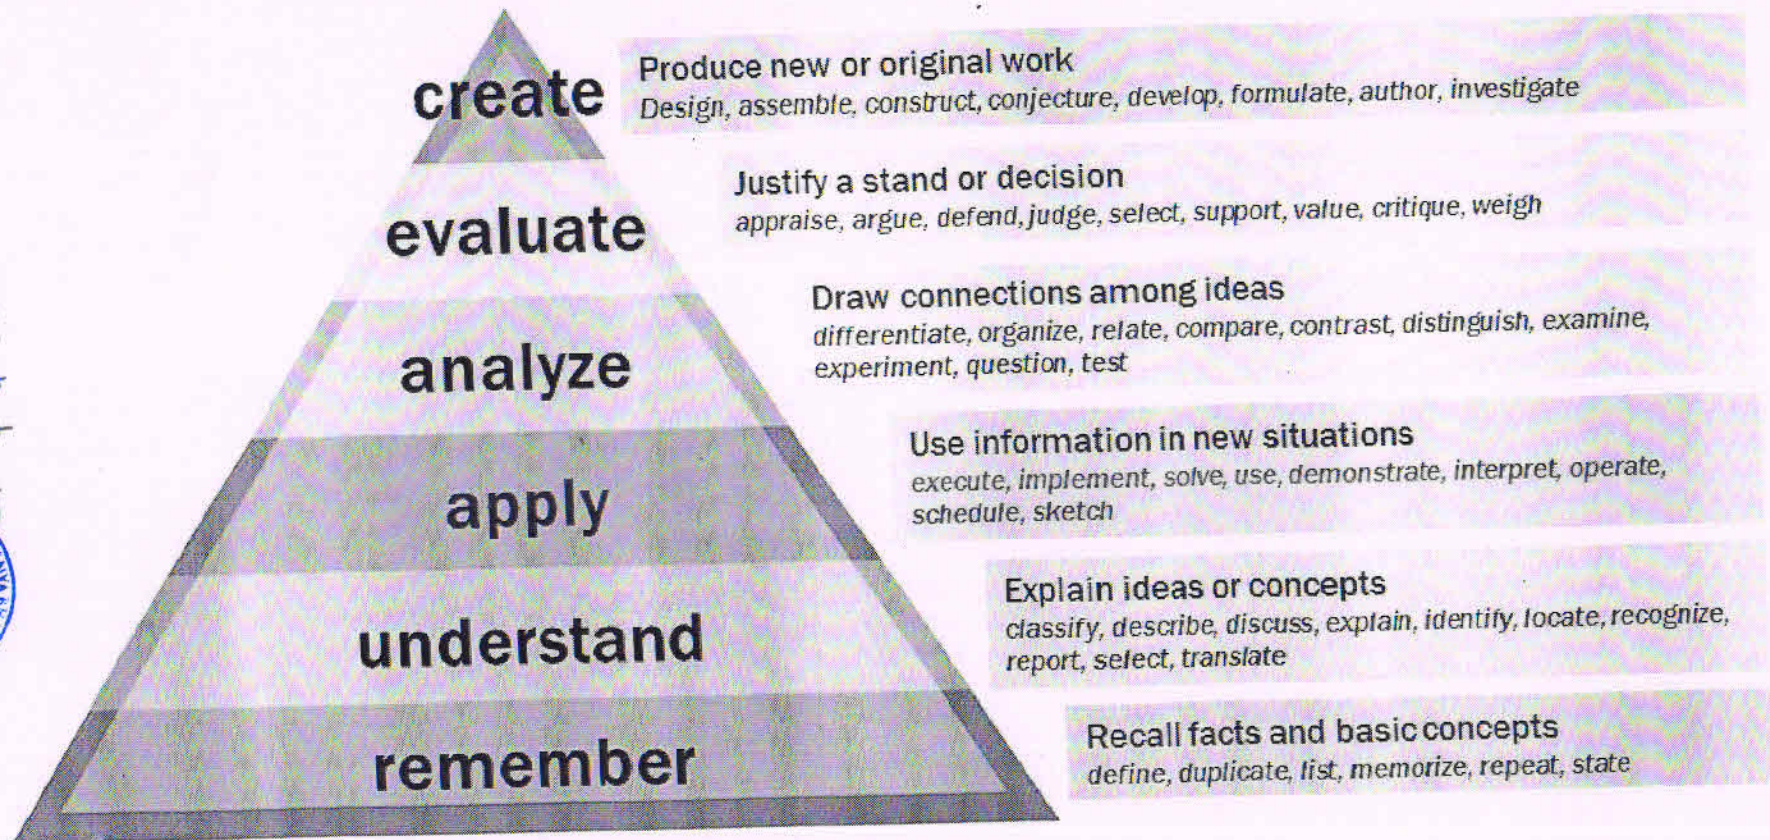 create
Produce new or original work
Design, assemble, construct, conjecture, develop, formulate, author, investigate
evaluate
Justify a stand or decision
appraise, argue, defend, judge, select, support, value, critique, weigh
analyze
Draw connections among ideas
differentiate, organize, relate, compare, contrast, distinguish, examine,
experiment, question, test
apply
Use information in new situations
execute, implement, solve, use, demonstrate, interpret, operate,
schedule, sketch
understand
Explain ideas or concepts
classify, describe, discuss, explain, identify, locate, recognize,
report, select, translate
remember
Recall facts and basic concepts
define, duplicate, list, memorize, repeat, state